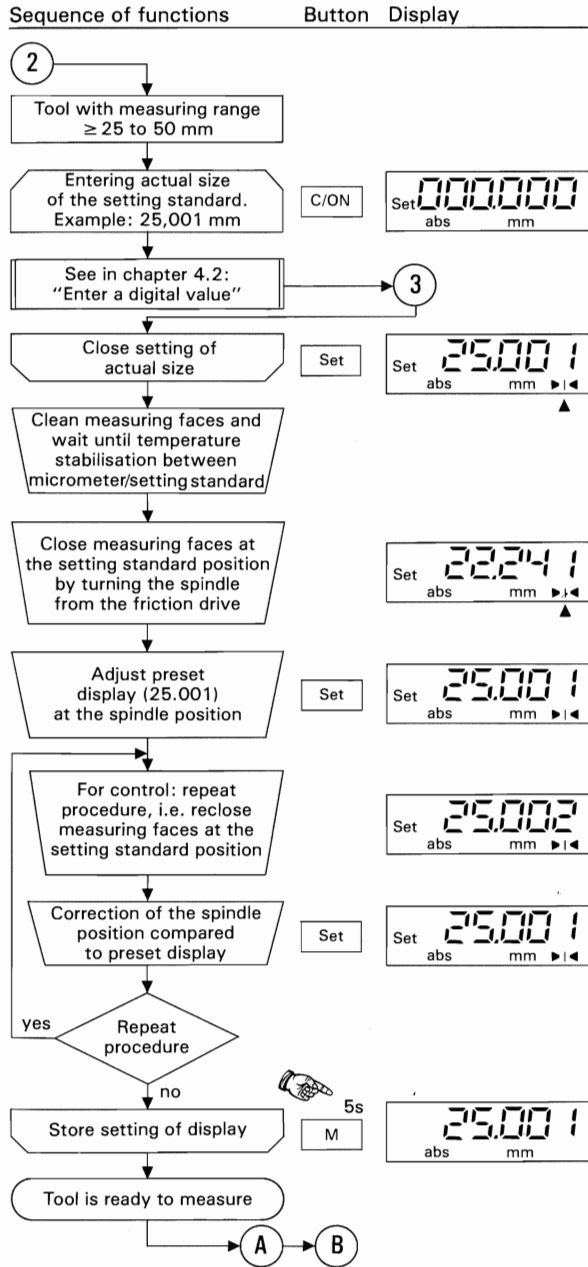 Sequence of functions Button Display
2
Tool with measuring range
≥ 25 to 50 mm
Entering actual size
of the setting standard.
Example: 25,001 mm
C/ON
Set 000.000
abs mm
See in chapter 4.2:
"Enter a digital value"
3
Close setting of
actual size
Set
Set 25.001
abs mm
Clean measuring faces and
wait until temperature
stabilisation between
micrometer/setting standard
Close measuring faces at
the setting standard position
by turning the spindle
from the friction drive
Set 22.241
abs mm
Adjust preset
display (25.001)
at the spindle position
Set
Set 25.001
abs mm
For control: repeat
procedure, i.e. reclose
measuring faces at the
setting standard position
Set 25.002
abs mm
Correction of the spindle
position compared
to preset display
Set
Set 25.001
abs mm
yes
Repeat
procedure
no
5s
Store setting of display
M
25.001
abs mm
Tool is ready to measure
A
B